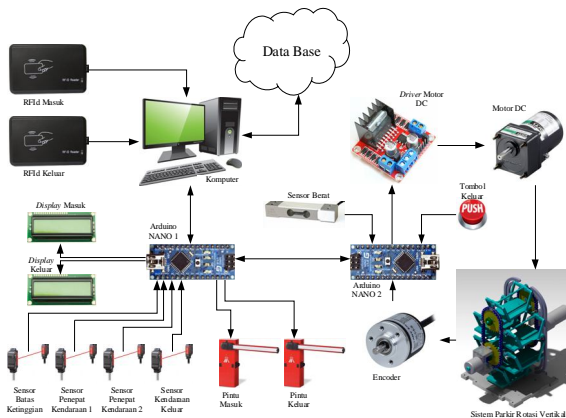 Data Base
RFId Masuk
RFId Keluar
Komputer
Driver Motor
DC
Motor DC
Sensor Berat
Tombol
Keluar
PUSH
Display Masuk
Display
Keluar
Arduino
NANO 1
Arduino
NANO 2
Encoder
Sensor
Batas
Ketinggian
Sensor
Penepat
Kendaraan 1
Sensor
Penepat
Kendaraan 2
Sensor
Kendaraan
Keluar
Pintu
Masuk
Pintu
Keluar
Sistem Parkir Rotasi Vertikal